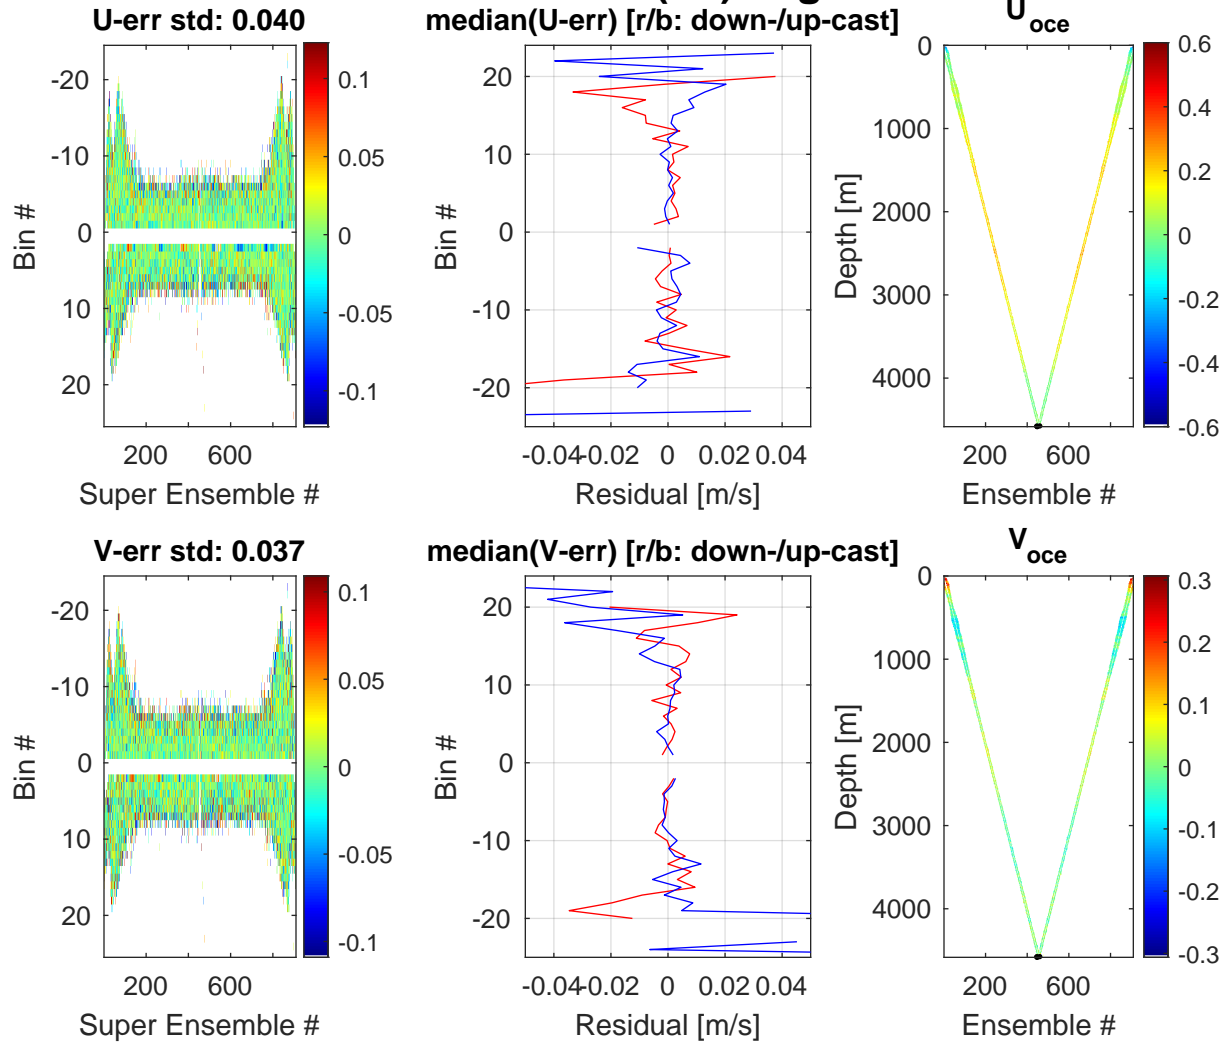 U-err std: 0.040
-20
-10
0
10
20
200 600
Super Ensemble #
Bin #
0.1
0.05
0
-0.05
-0.1
median(U-err) [r/b: down-/up-cast]
20
10
0
-10
-20
-0.04 -0.02 0 0.02 0.04
Residual [m/s]
Bin #
U_oce
0
1000
2000
3000
4000
200 600
Ensemble #
Depth [m]
0.6
0.4
0.2
0
-0.2
-0.4
-0.6
V-err std: 0.037
-20
-10
0
10
20
200 600
Super Ensemble #
Bin #
0.1
0.05
0
-0.05
-0.1
median(V-err) [r/b: down-/up-cast]
20
10
0
-10
-20
-0.04 -0.02 0 0.02 0.04
Residual [m/s]
Bin #
V_oce
0
1000
2000
3000
4000
200 600
Ensemble #
Depth [m]
0.3
0.2
0.1
0
-0.1
-0.2
-0.3